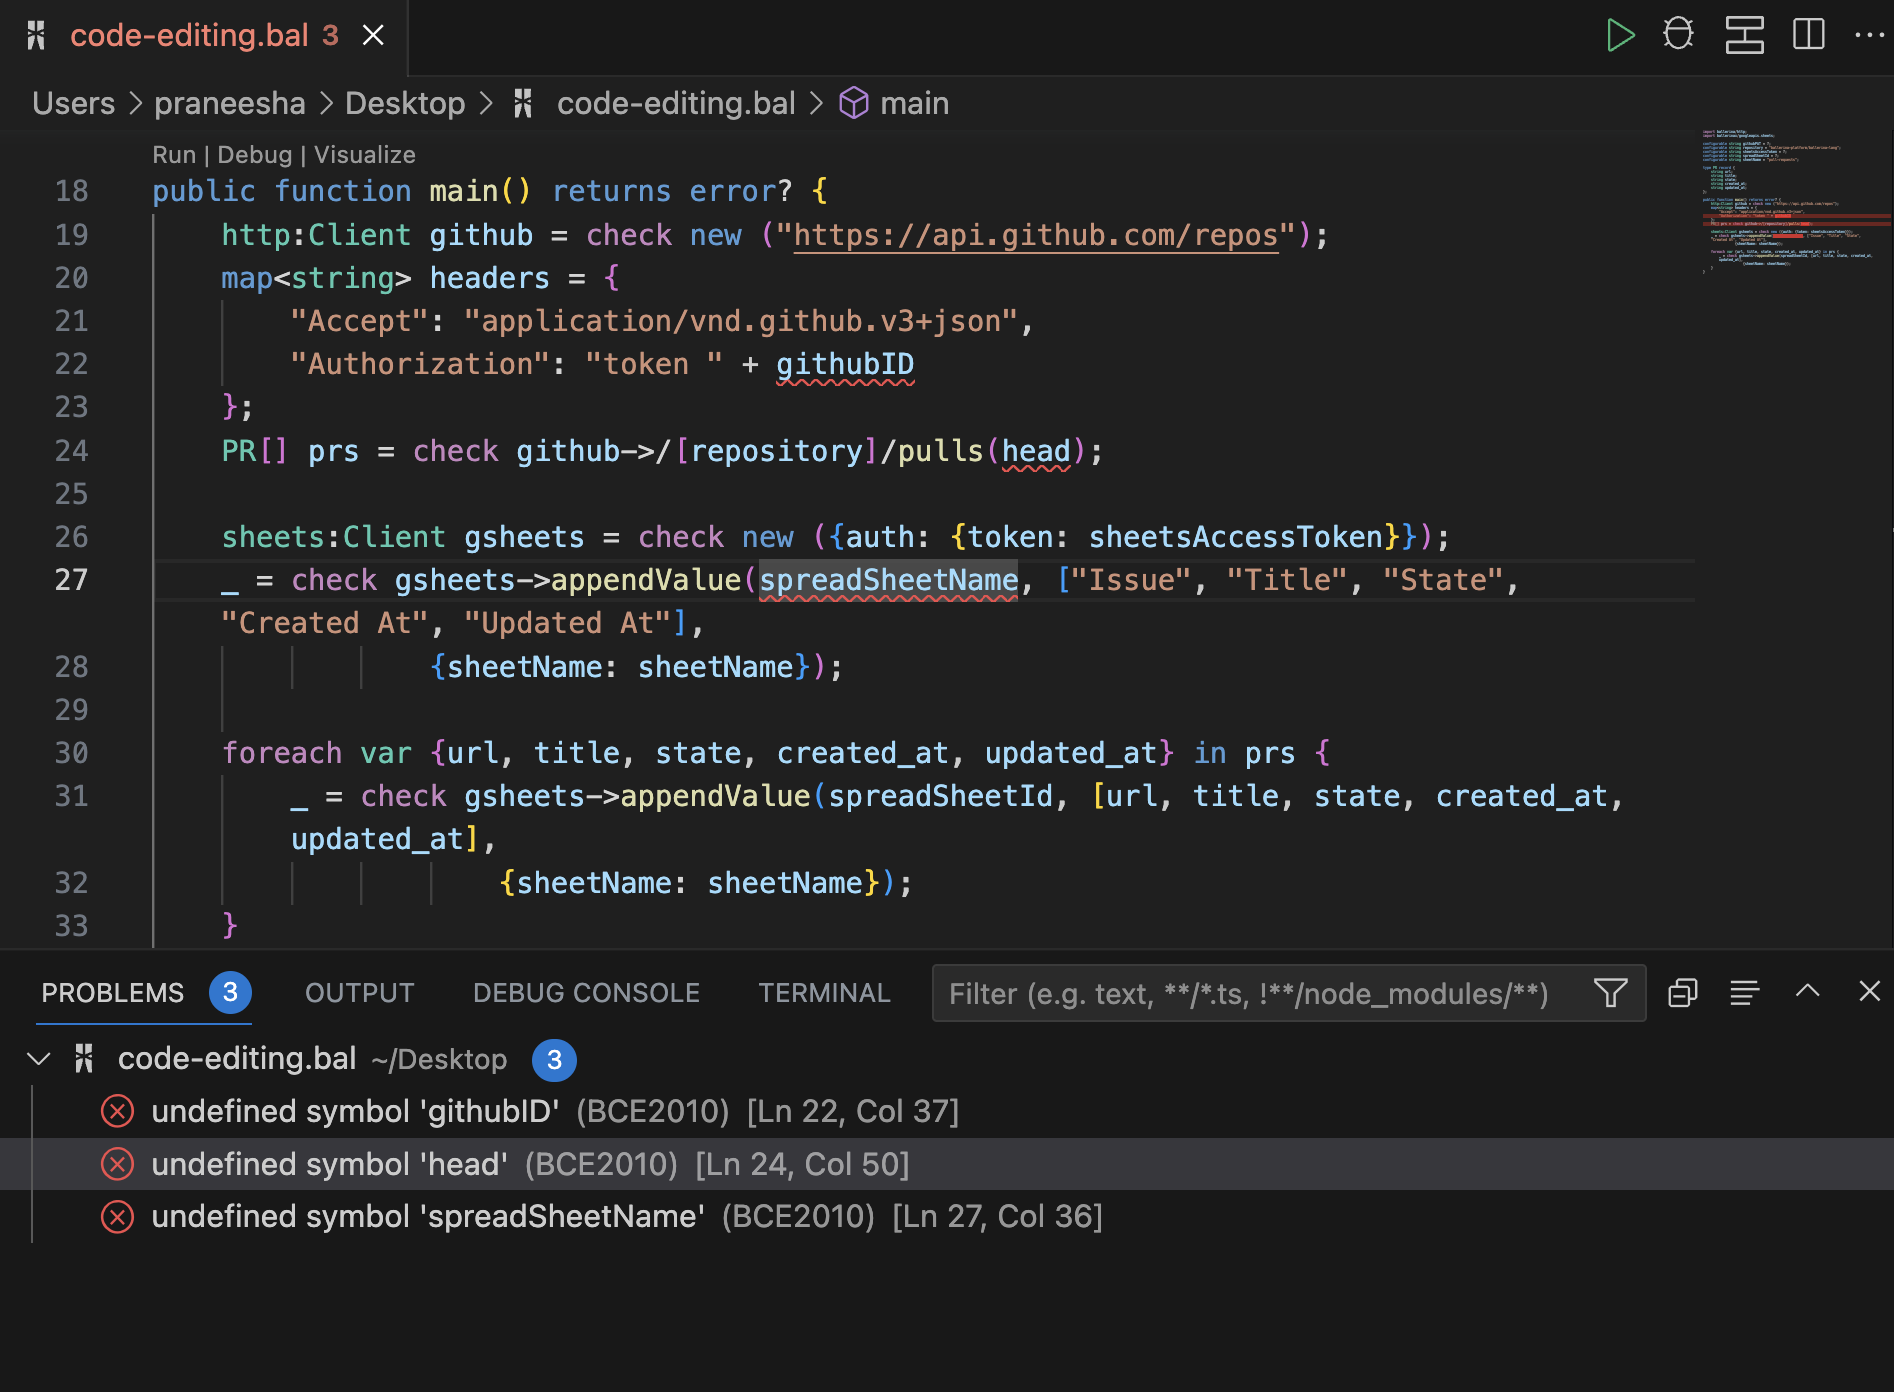 code-editing.bal 3
Users > praneesha > Desktop > code-editing.bal > main
Run | Debug | Visualize
18 public function main() returns error? {
19 http:Client github = check new ("https://api.github.com/repos");
20 map<string> headers = {
21 "Accept": "application/vnd.github.v3+json",
22 "Authorization": "token " + githubID
23 };
24 PR[] prs = check github->/[repository]/pulls(head);
25
26 sheets:Client gsheets = check new ({auth: {token: sheetsAccessToken}});
27 _ = check gsheets->appendValue(spreadSheetName, ["Issue", "Title", "State",
"Created At", "Updated At"],
28 {sheetName: sheetName});
29
30 foreach var {url, title, state, created_at, updated_at} in prs {
31 _ = check gsheets->appendValue(spreadSheetId, [url, title, state, created_at,
updated_at],
32 {sheetName: sheetName});
33 }
PROBLEMS 3 OUTPUT DEBUG CONSOLE TERMINAL Filter (e.g. text, **/*.ts, !**/node_modules/**)
code-editing.bal ~/Desktop 3
undefined symbol 'githubID' (BCE2010) [Ln 22, Col 37]
undefined symbol 'head' (BCE2010) [Ln 24, Col 50]
undefined symbol 'spreadSheetName' (BCE2010) [Ln 27, Col 36]